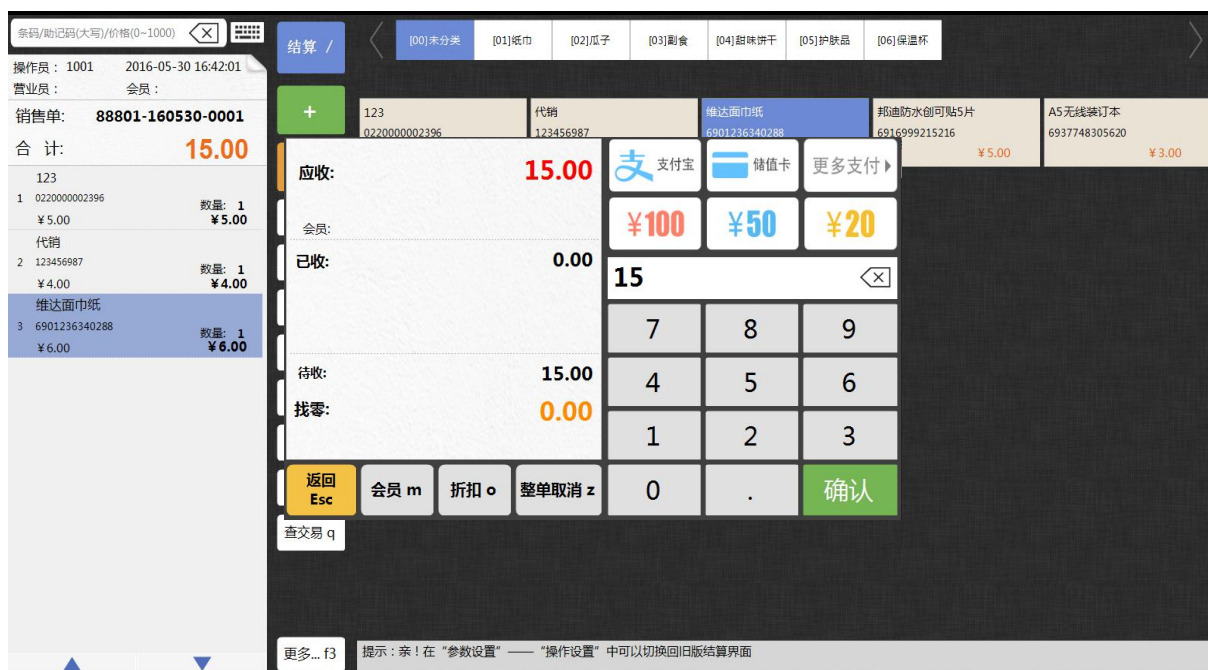 条码/助记码(大写)/价格(0~1000)
操作员： 1001 2016-05-30 16:42:01
营业员： 会员：
销售单: 88801-160530-0001
合 计: 15.00
123
1 0220000002396 数量: 1
¥5.00 ¥5.00
代销
2 123456987 数量: 1
¥4.00 ¥4.00
维达面巾纸
3 6901236340288 数量: 1
¥6.00 ¥6.00
结算 /
+
查交易 q
更多... f3
[00]未分类 [01]纸巾 [02]瓜子 [03]副食 [04]甜味饼干 [05]护肤品 [06]保温杯
123 代销 维达面巾纸 邦迪防水创可贴5片 A5无线装订本
0220000002396 123456987 6901236340288 6916999215216 6937748305620
¥5.00 ¥3.00
应收: 15.00
会员:
已收: 0.00
待收: 15.00
找零: 0.00
支 支付宝 储值卡 更多支付
¥100 ¥50 ¥20
15
7 8 9
4 5 6
1 2 3
0 . 确认
返回
Esc
会员 m 折扣 o 整单取消 z
提示：亲！在“参数设置”——“操作设置”中可以切换回旧版结算界面